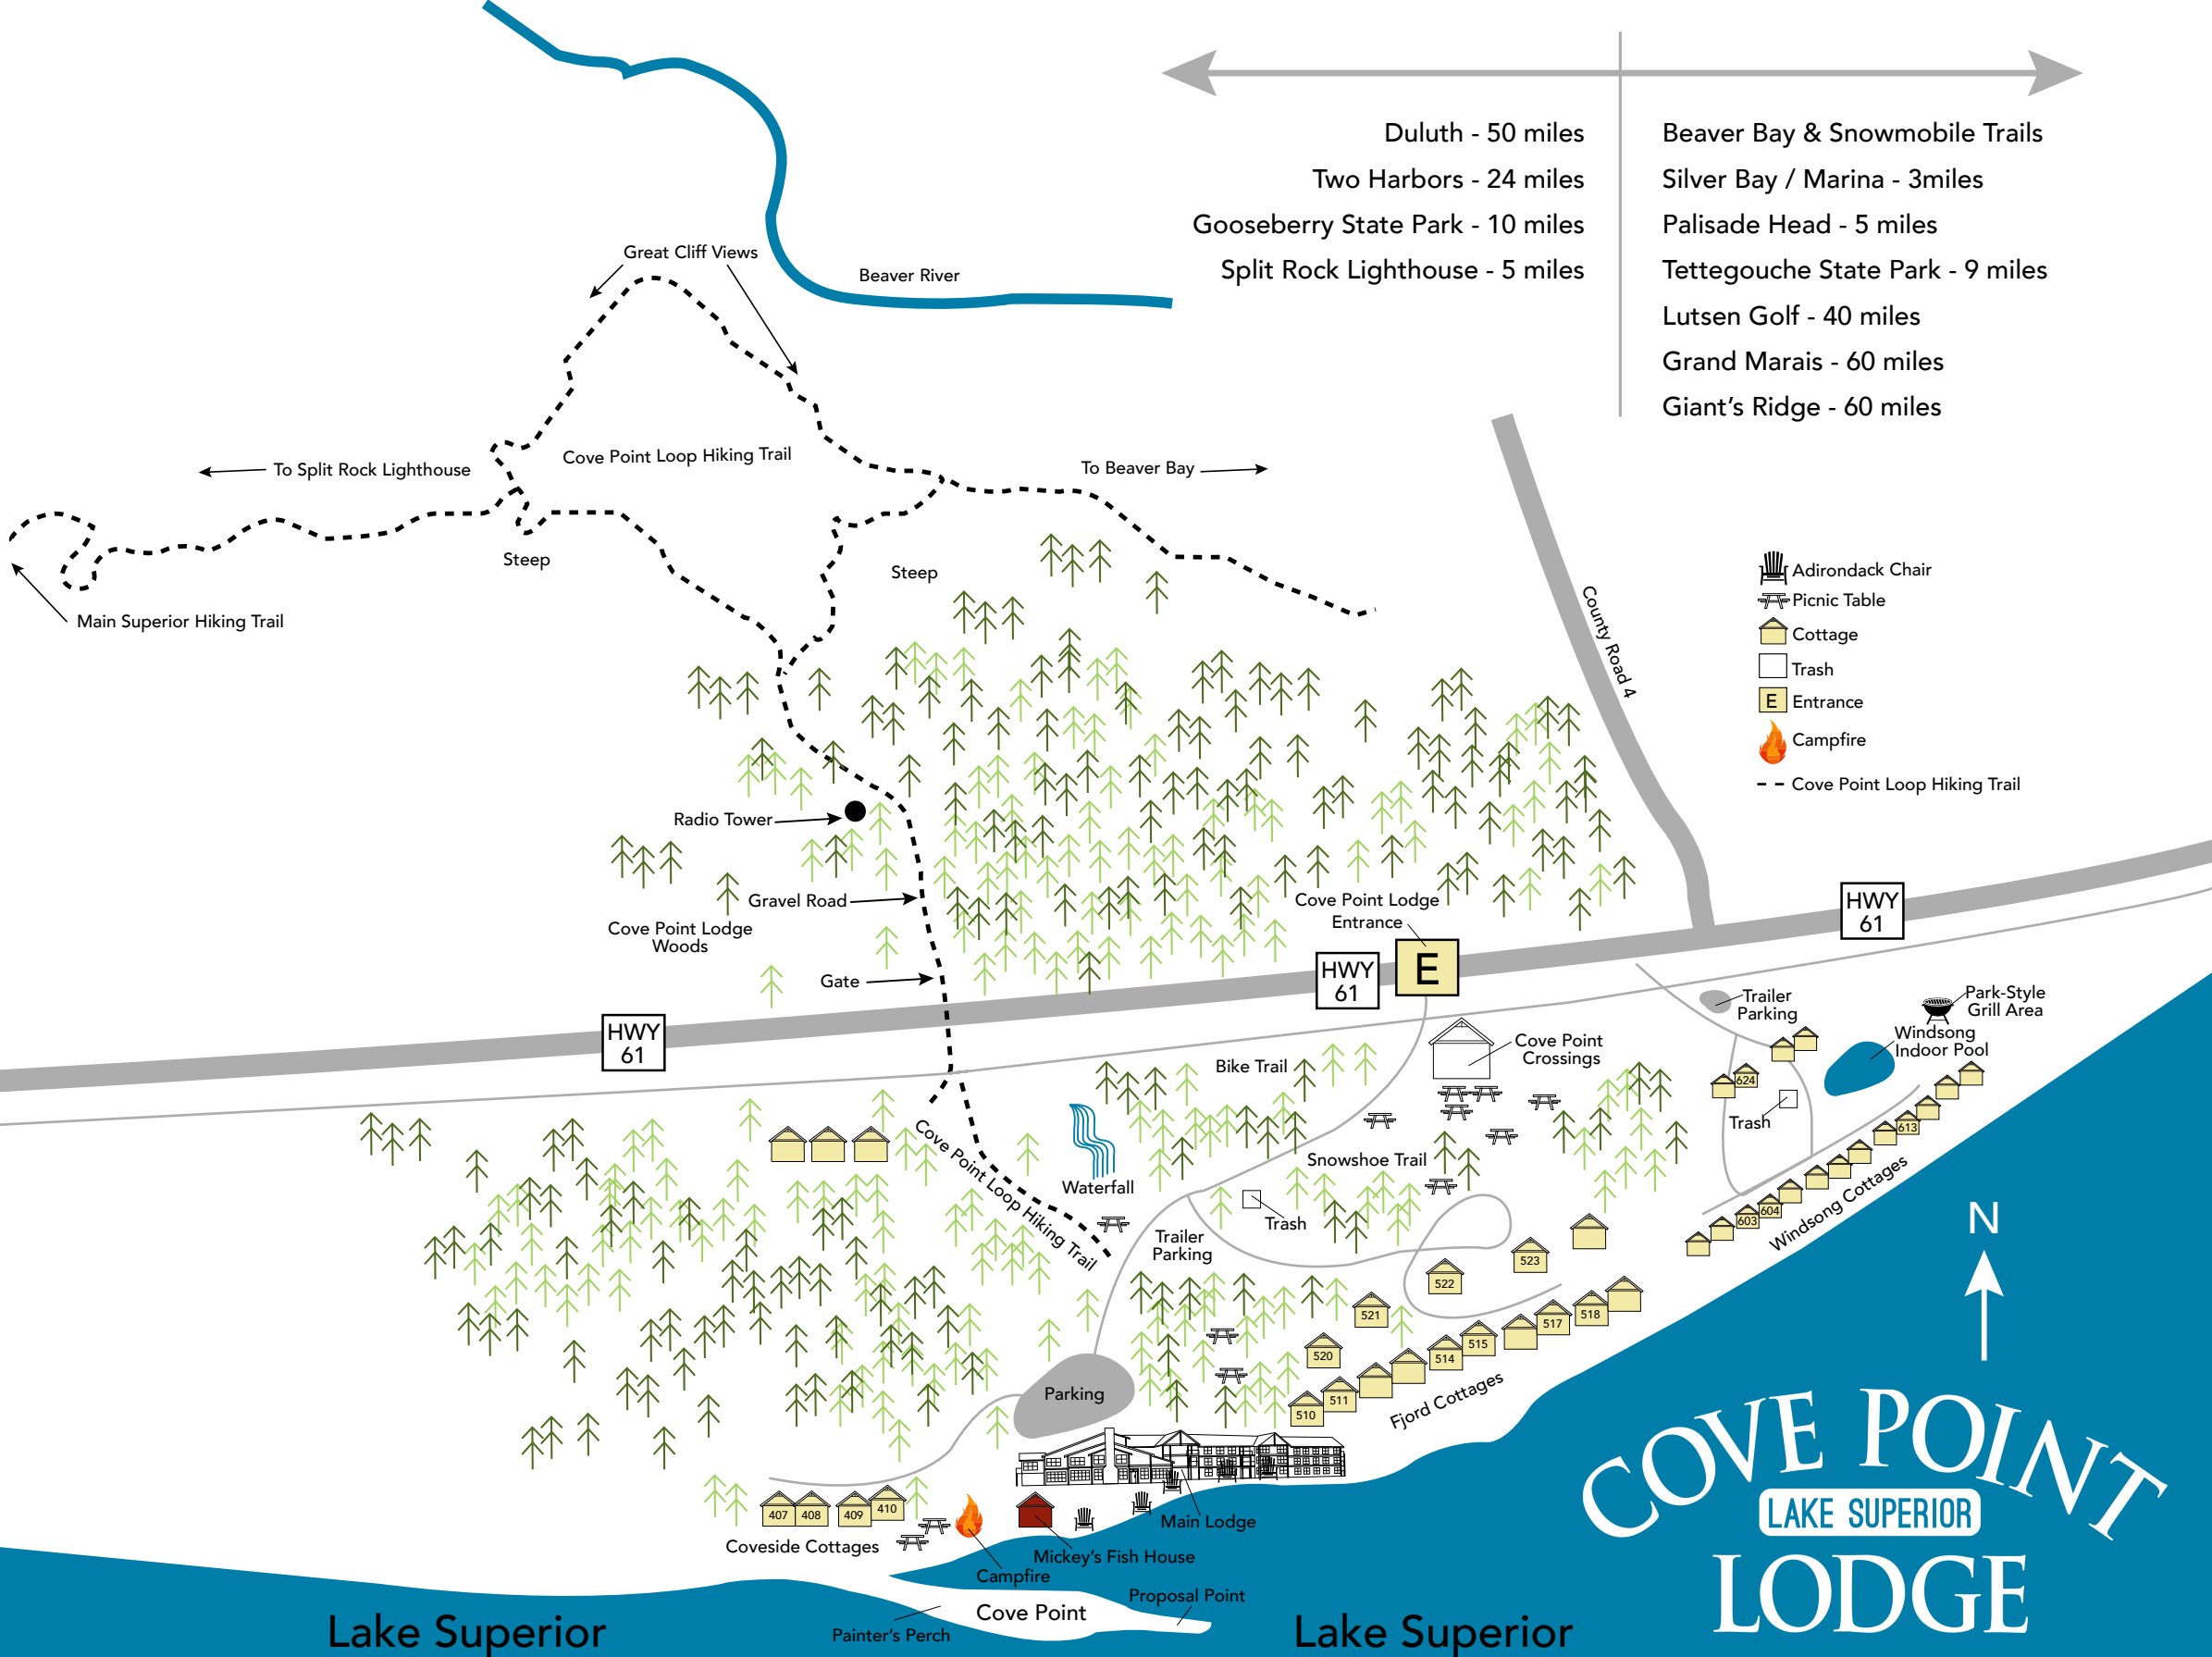 Duluth - 50 miles
Two Harbors - 24 miles
Gooseberry State Park - 10 miles
Split Rock Lighthouse - 5 miles
Beaver Bay & Snowmobile Trails
Silver Bay / Marina - 3miles
Palisade Head - 5 miles
Tettegouche State Park - 9 miles
Lutsen Golf - 40 miles
Grand Marais - 60 miles
Giant's Ridge - 60 miles
Great Cliff Views
Beaver River
Cove Point Loop Hiking Trail
To Split Rock Lighthouse
To Beaver Bay
Steep
Steep
Main Superior Hiking Trail
County Road 4
Adirondack Chair
Picnic Table
Cottage
Trash
E
Entrance
Campfire
Cove Point Loop Hiking Trail
Radio Tower
Gravel Road
Cove Point Lodge
Woods
Gate
Cove Point Lodge
Entrance
E
HWY
61
HWY
61
HWY
61
Trailer
Parking
Park-Style
Grill Area
Windsong
Indoor Pool
Cove Point
Crossings
Bike Trail
624
Trash
613
604
603
Windsong Cottages
Cove Point Loop Hiking Trail
Waterfall
Snowshoe Trail
Trash
Trailer
Parking
523
522
521
520
518
517
515
514
511
510
Fjord Cottages
N
Parking
407
408
409
410
Coveside Cottages
Main Lodge
Mickey's Fish House
Campfire
Proposal Point
Cove Point
Painter's Perch
Lake Superior
Lake Superior
COVE POINT
LAKE SUPERIOR
LODGE